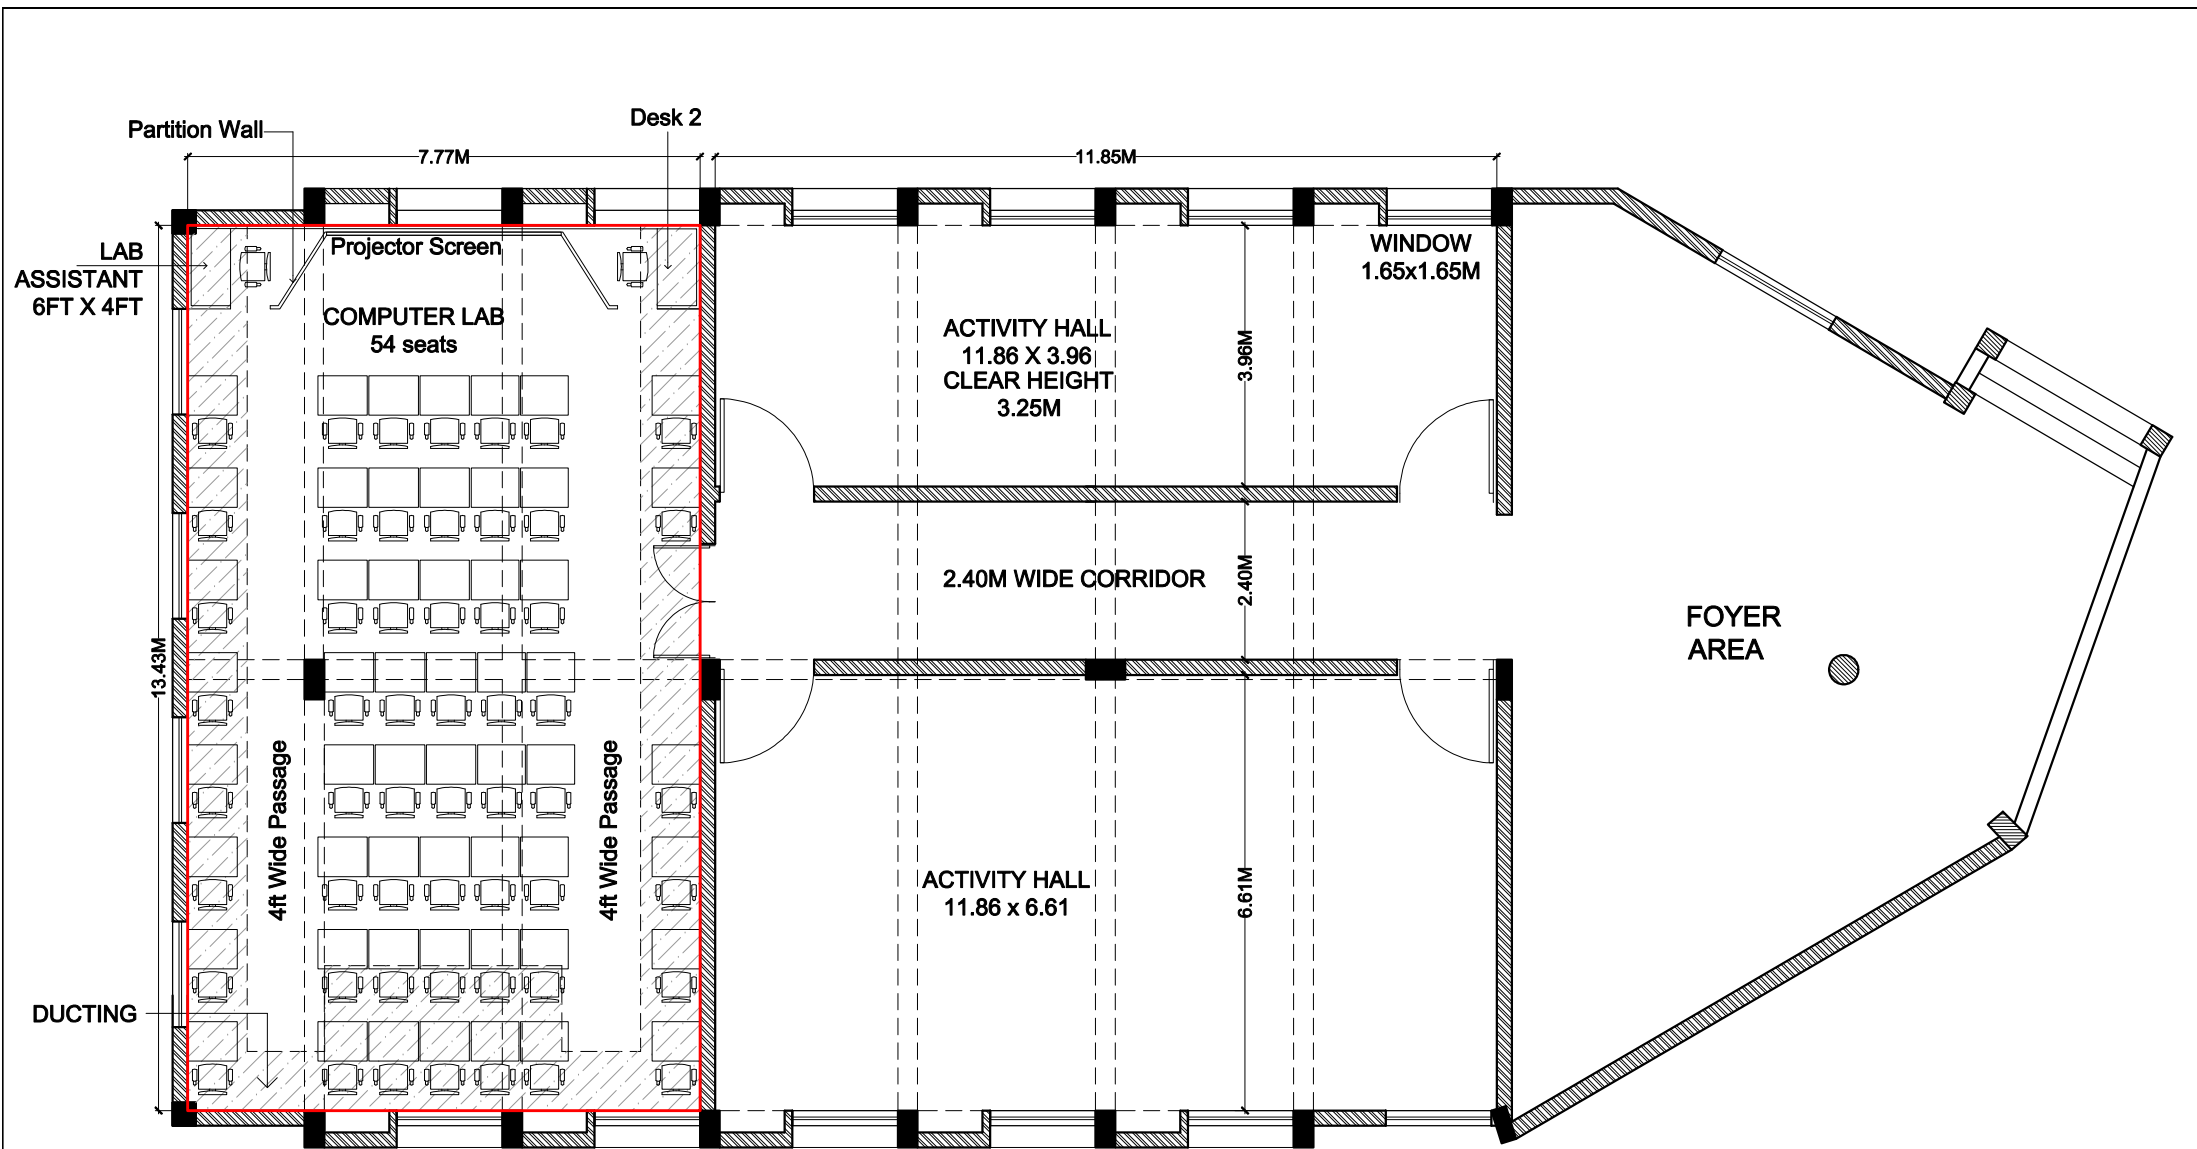 Desk 2
Partition Wall
7.77M
11.85M
LAB
ASSISTANT
6FT X 4FT
Projector Screen
COMPUTER LAB
54 seats
WINDOW
1.65x1.65M
ACTIVITY HALL
11.86 X 3.96
CLEAR HEIGHT
3.25M
3.96M
2.40M WIDE CORRIDOR
2.40M
FOYER
AREA
13.43M
4ft Wide Passage
4ft Wide Passage
ACTIVITY HALL
11.86 x 6.61
6.61M
DUCTING